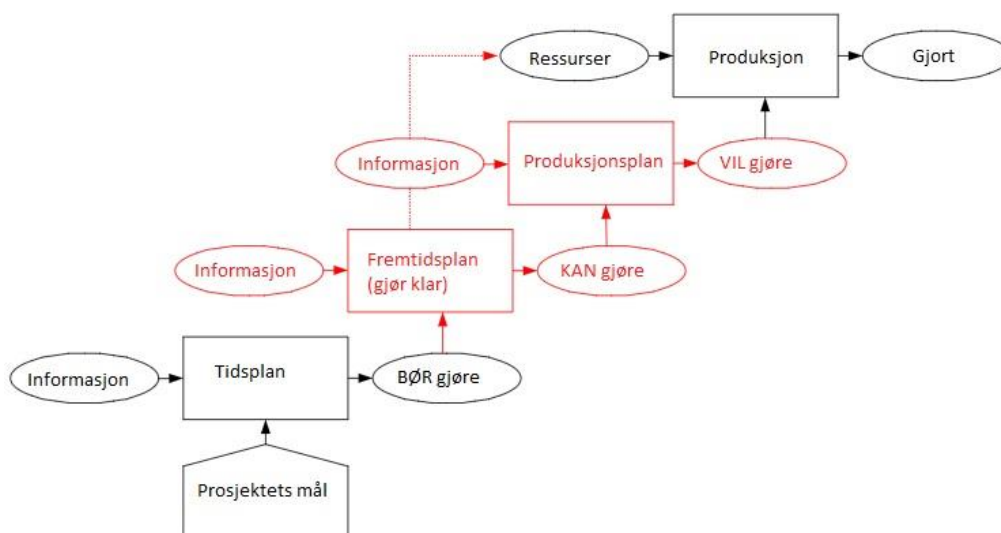 Ressurser
Produksjon
Gjort
Informasjon
Produksjonsplan
VIL gjøre
Informasjon
Fremtidsplan
(gjør klar)
KAN gjøre
Informasjon
Tidsplan
BØR gjøre
Prosjektets mål